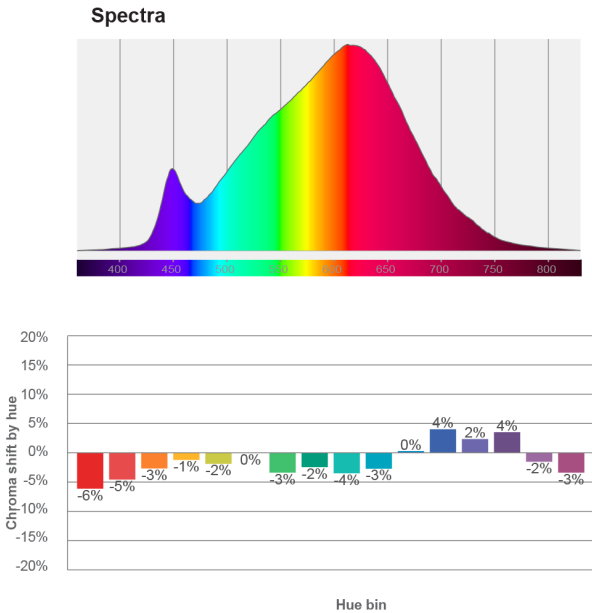 Spectra
400 450 500 550 600 650 700 750 800
20%
15%
10%
5%
0%
-5%
-10%
-15%
-20%
Chroma shift by hue
-6% -5% -3% -1% -2% 0% -3% -2% -4% -3% 0% 4% 2% 4% -2% -3%
Hue bin